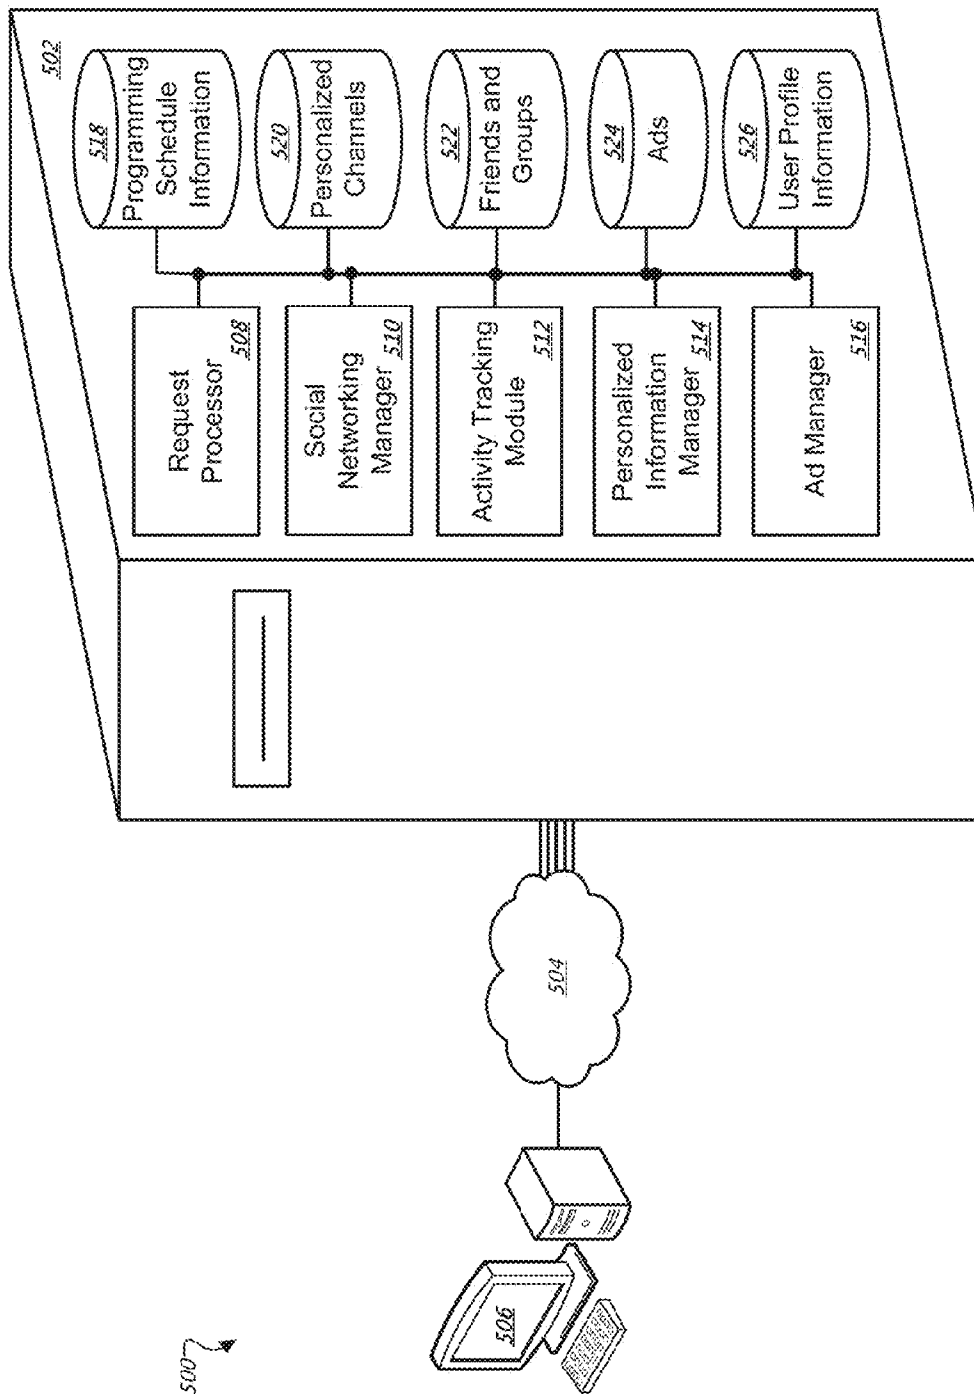 500
506
504
502
Request
Processor
508
Social
Networking
Manager
510
Activity Tracking
Module
512
Personalized
Information
Manager
514
Ad Manager
516
518
Programming
Schedule
Information
520
Personalized
Channels
522
Friends and
Groups
524
Ads
526
User Profile
Information